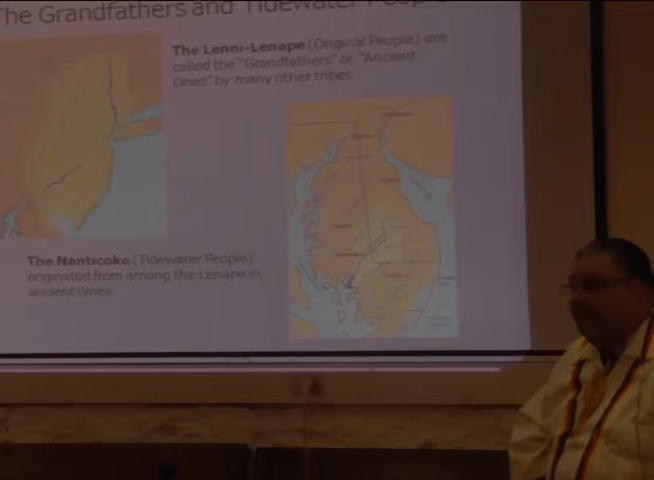 The Grandfathers and Tidewater People
The Lenni-Lenape (Original People) are
called the "Grandfathers" or "Ancient
Ones" by many other tribes
The Nanticoke (Tidewater People)
originated from among the Lenape in
ancient times